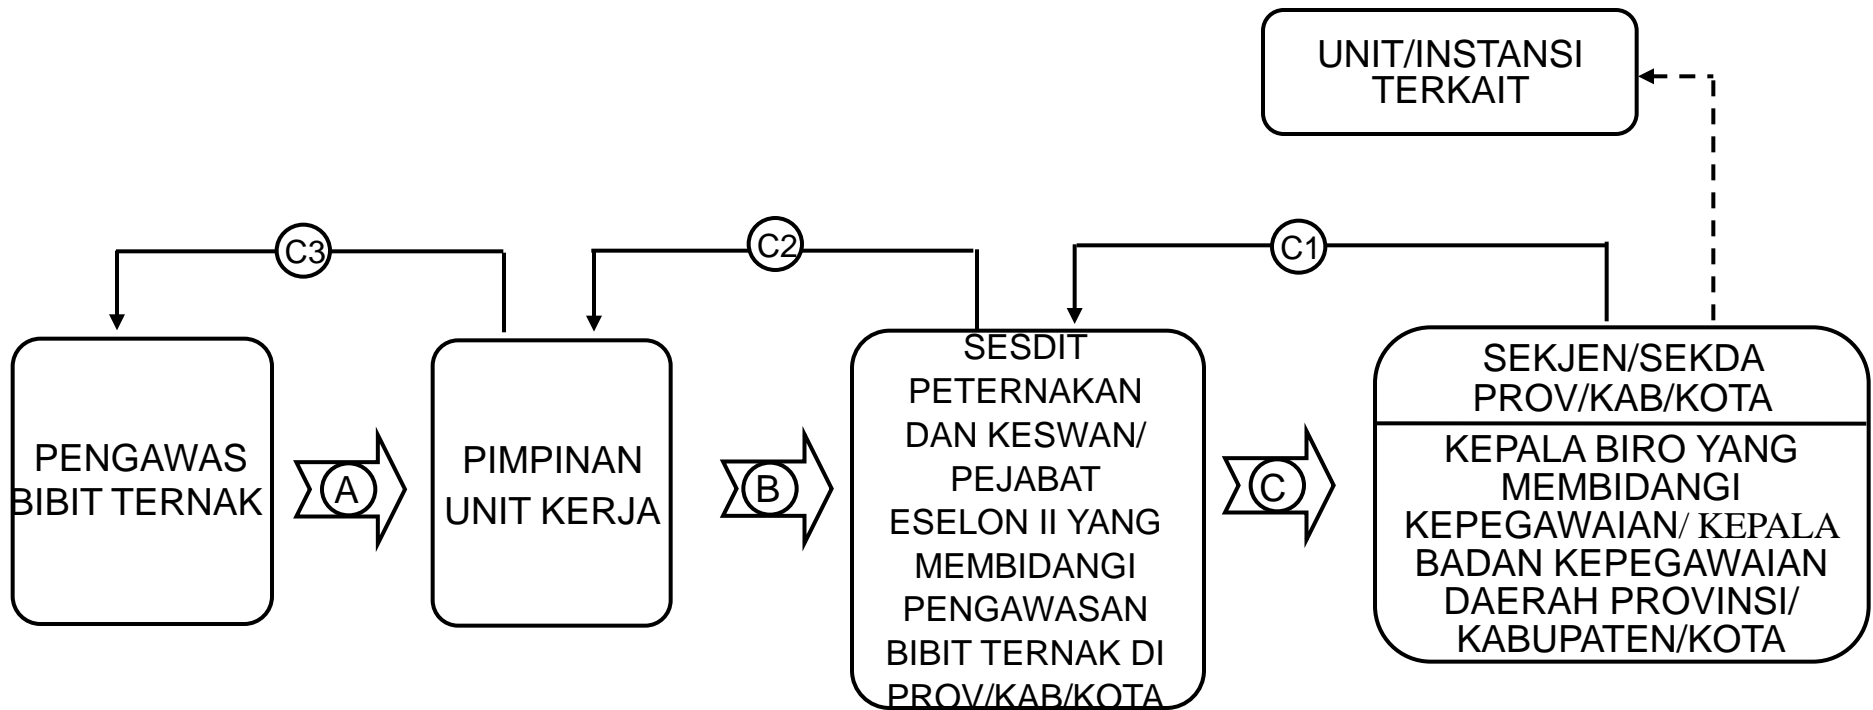 UNIT/INSTANSI
TERKAIT
C3
C2
C1
PENGAWAS
BIBIT TERNAK
A
PIMPINAN
UNIT KERJA
B
SESDIT
PETERNAKAN
DAN KESWAN/
PEJABAT
ESELON II YANG
MEMBIDANGI
PENGAWASAN
BIBIT TERNAK DI
PROV/KAB/KOTA
C
SEKJEN/SEKDA
PROV/KAB/KOTA
KEPALA BIRO YANG
MEMBIDANGI
KEPEGAWAIAN/ KEPALA
BADAN KEPEGAWAIAN
DAERAH PROVINSI/
KABUPATEN/KOTA